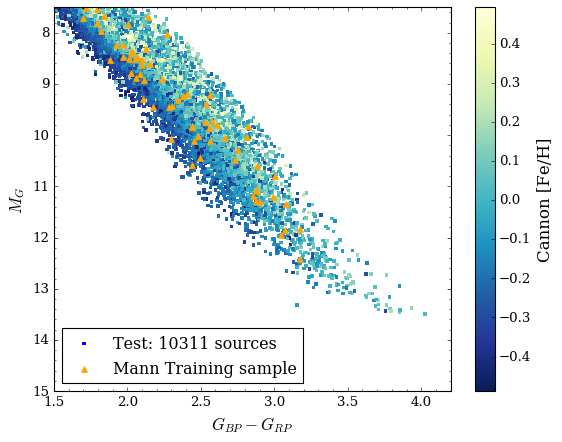 8
9
10
11
12
13
14
15
M_G
1.5 2.0 2.5 3.0 3.5 4.0
G_BP − G_RP
Test: 10311 sources
Mann Training sample
0.4
0.3
0.2
0.1
0.0
−0.1
−0.2
−0.3
−0.4
Cannon [Fe/H]